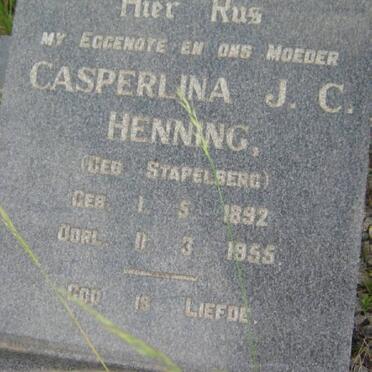 Hier Rus
MY EGGENOTE EN ONS MOEDER
CASPERLINA J. C.
HENNING,
(GEB STAPELBERG)
GEB. 1. 5. 1892
OORL. 11 3 1955.
GOD IS LIEFDE.